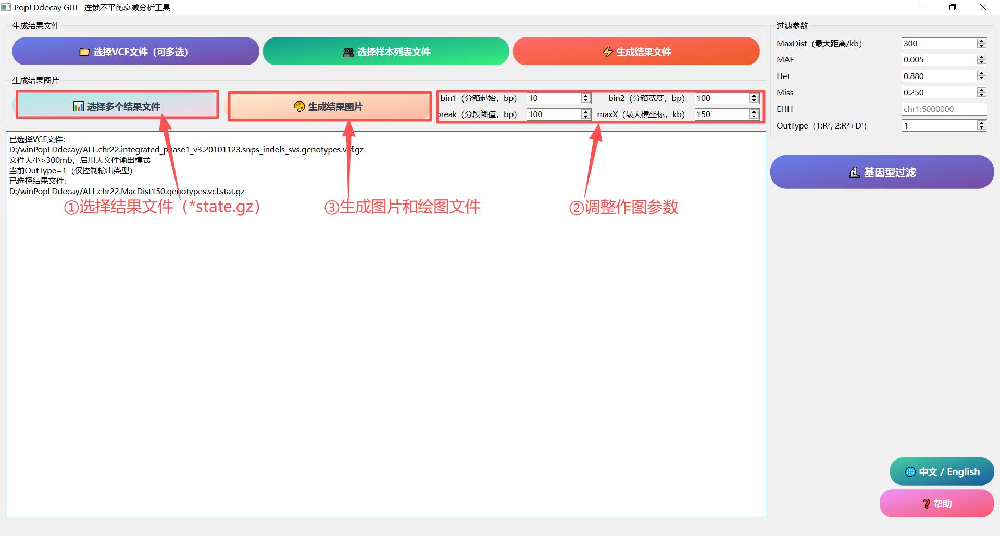 PopLDdecay GUI - 连锁不平衡衰减分析工具
生成结果文件
选择VCF文件（可多选）
选择样本列表文件
生成结果文件
生成结果图片
选择多个结果文件
生成结果图片
bin1（分箱起始，bp）
10
bin2（分箱宽度，bp）
100
break（分段阈值，bp）
100
maxX（最大横坐标，kb）
150
已选择VCF文件：
D:/winPopLDdecay/ALL.chr22.integrated_phase1_v3.20101123.snps_indels_svs.genotypes.vcf.gz
文件大小>300mb，启用大文件输出模式
当前OutType=1（仅控制输出类型）
已选择结果文件：
D:/winPopLDdecay/ALL.chr22.MacDist150.genotypes.vcf.stat.gz
①选择结果文件（*state.gz）
③生成图片和绘图文件
②调整作图参数
过滤参数
MaxDist（最大距离/kb）
300
MAF
0.005
Het
0.880
Miss
0.250
EHH
chr1:5000000
OutType（1:R², 2:R²+D'）
1
基因型过滤
中文 / English
帮助